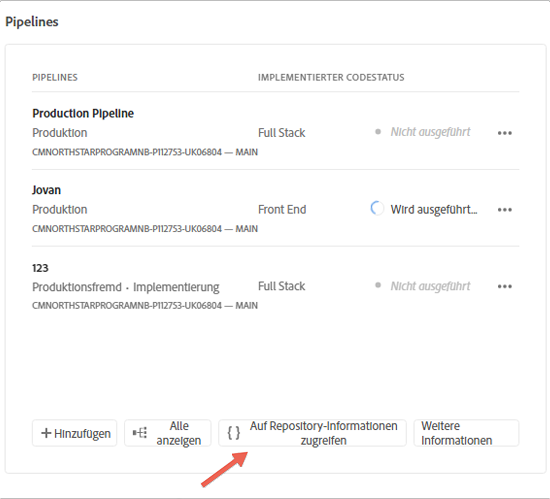 Pipelines
PIPELINES IMPLEMENTIERTER CODESTATUS
Production Pipeline
Produktion Full Stack Nicht ausgeführt
CMNORTHSTARPROGRAMNB-P112753-UK06804 — MAIN
Jovan
Produktion Front End Wird ausgeführt...
CMNORTHSTARPROGRAMNB-P112753-UK06804 — MAIN
123
Produktionsfremd · Implementierung Full Stack Nicht ausgeführt
CMNORTHSTARPROGRAMNB-P112753-UK06804 — MAIN
Hinzufügen
Alle
anzeigen
Auf Repository-Informationen
zugreifen
Weitere
Informationen